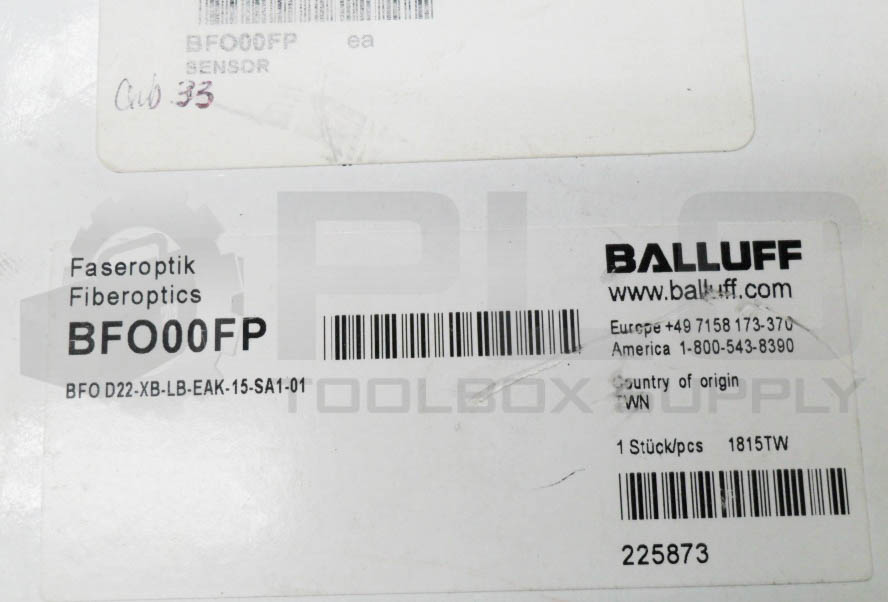 BFO00FP ea
SENSOR
33
Faseroptik
Fiberoptics
BFO00FP
BFO D22-XB-LB-EAK-15-SA1-01
BALLUFF
www.balluff.com
Europe +49 7158 173-370
America 1-800-543-8390
Country of origin
TWN
1 Stück/pcs 1815TW
225873
PLC
TOOLBOX SUPPLY